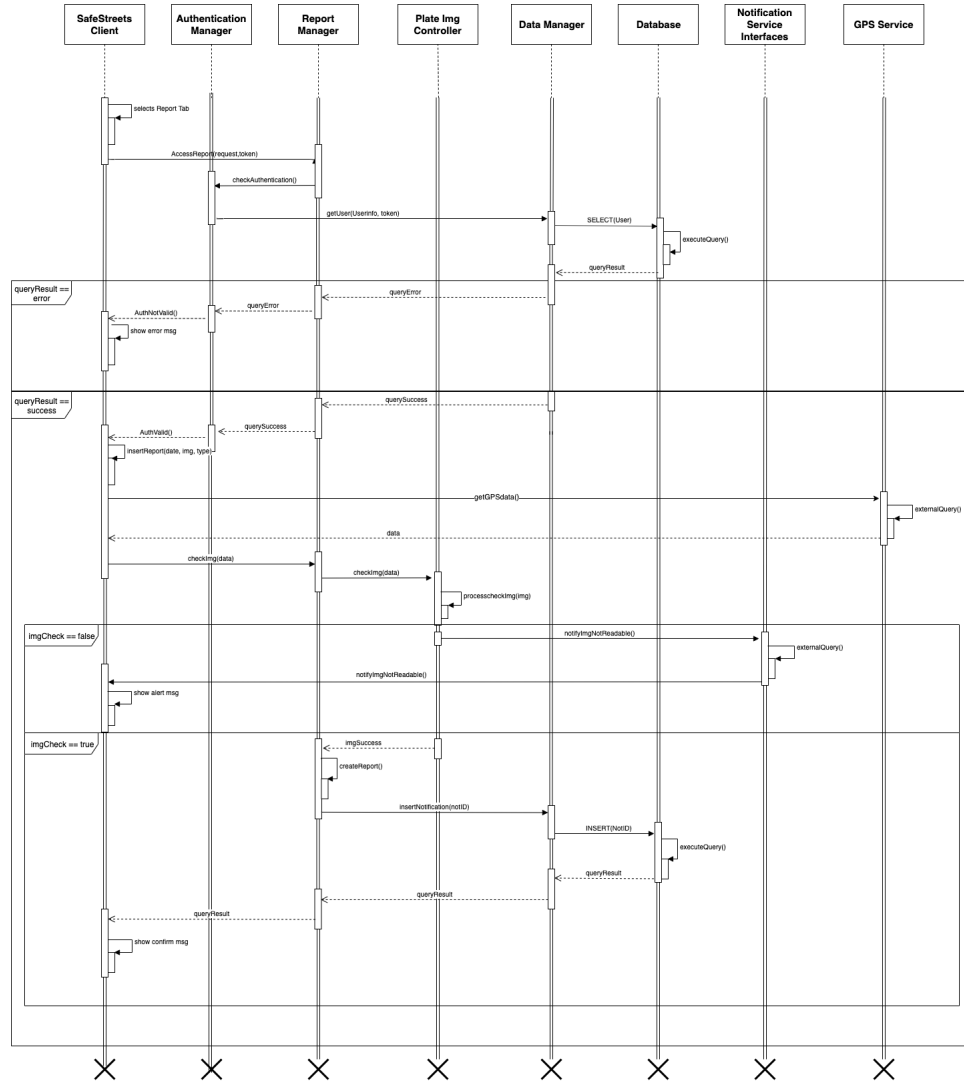 SafeStreets
Client
Authentication
Manager
Report
Manager
Plate Img
Controller
Data Manager
Database
Notification
Service
Interfaces
GPS Service
selects Report Tab
AccessReport(request,token)
checkAuthentication()
getUser(Userinfo, token)
SELECT(User)
executeQuery()
queryResult
queryResult ==
error
queryError
queryError
AuthNotValid()
show error msg
queryResult ==
success
querySuccess
querySuccess
AuthValid()
insertReport(date, img, type)
getGPSdata()
externalQuery()
data
checkImg(data)
checkImg(data)
processcheckImg(img)
imgCheck == false
notifyImgNotReadable()
externalQuery()
notifyImgNotReadable()
show alert msg
imgCheck == true
imgSuccess
createReport()
insertNotification(notID)
INSERT(NotID)
executeQuery()
queryResult
queryResult
queryResult
show confirm msg